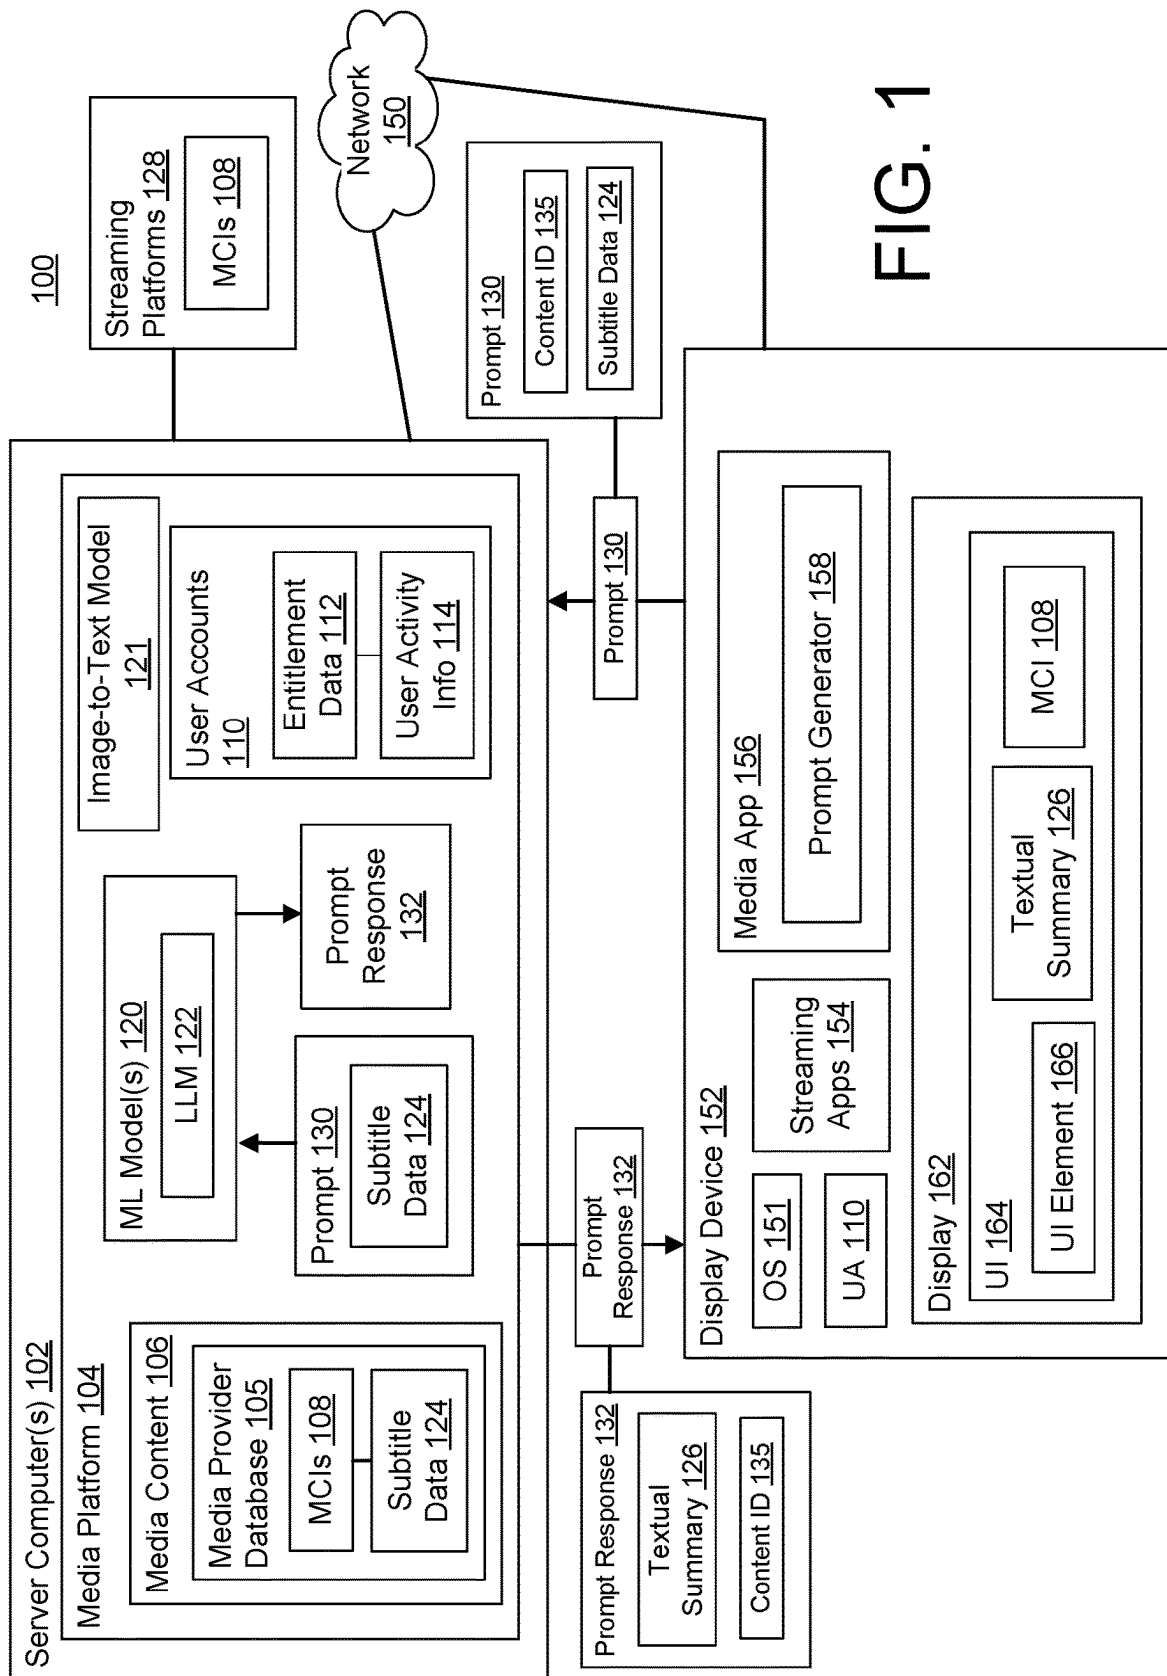 100
Server Computer(s) 102
Media Platform 104
Media Content 106
Media Provider
Database 105
MCIs 108
Subtitle
Data 124
ML Model(s) 120
LLM 122
Prompt 130
Subtitle
Data 124
Prompt
Response
132
Image-to-Text Model
121
User Accounts
110
Entitlement
Data 112
User Activity
Info 114
Streaming
Platforms 128
MCIs 108
Network
150
Prompt Response 132
Textual
Summary 126
Content ID 135
Prompt
Response 132
Prompt 130
Prompt 130
Content ID 135
Subtitle Data 124
Display Device 152
OS 151
UA 110
Streaming
Apps 154
Media App 156
Prompt Generator 158
Display 162
UI 164
UI Element 166
Textual
Summary 126
MCI 108
FIG. 1